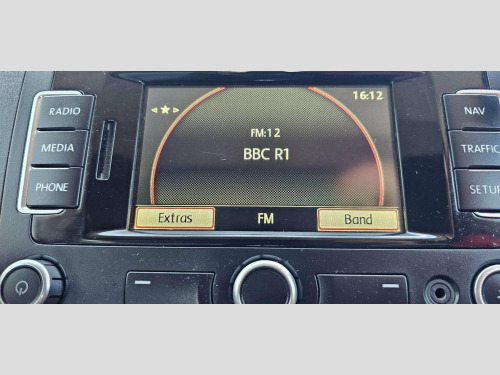 RADIO
MEDIA
PHONE
16:12
FM:12
BBC R1
Extras
FM
Band
NAV
TRAFFIC
SETUP